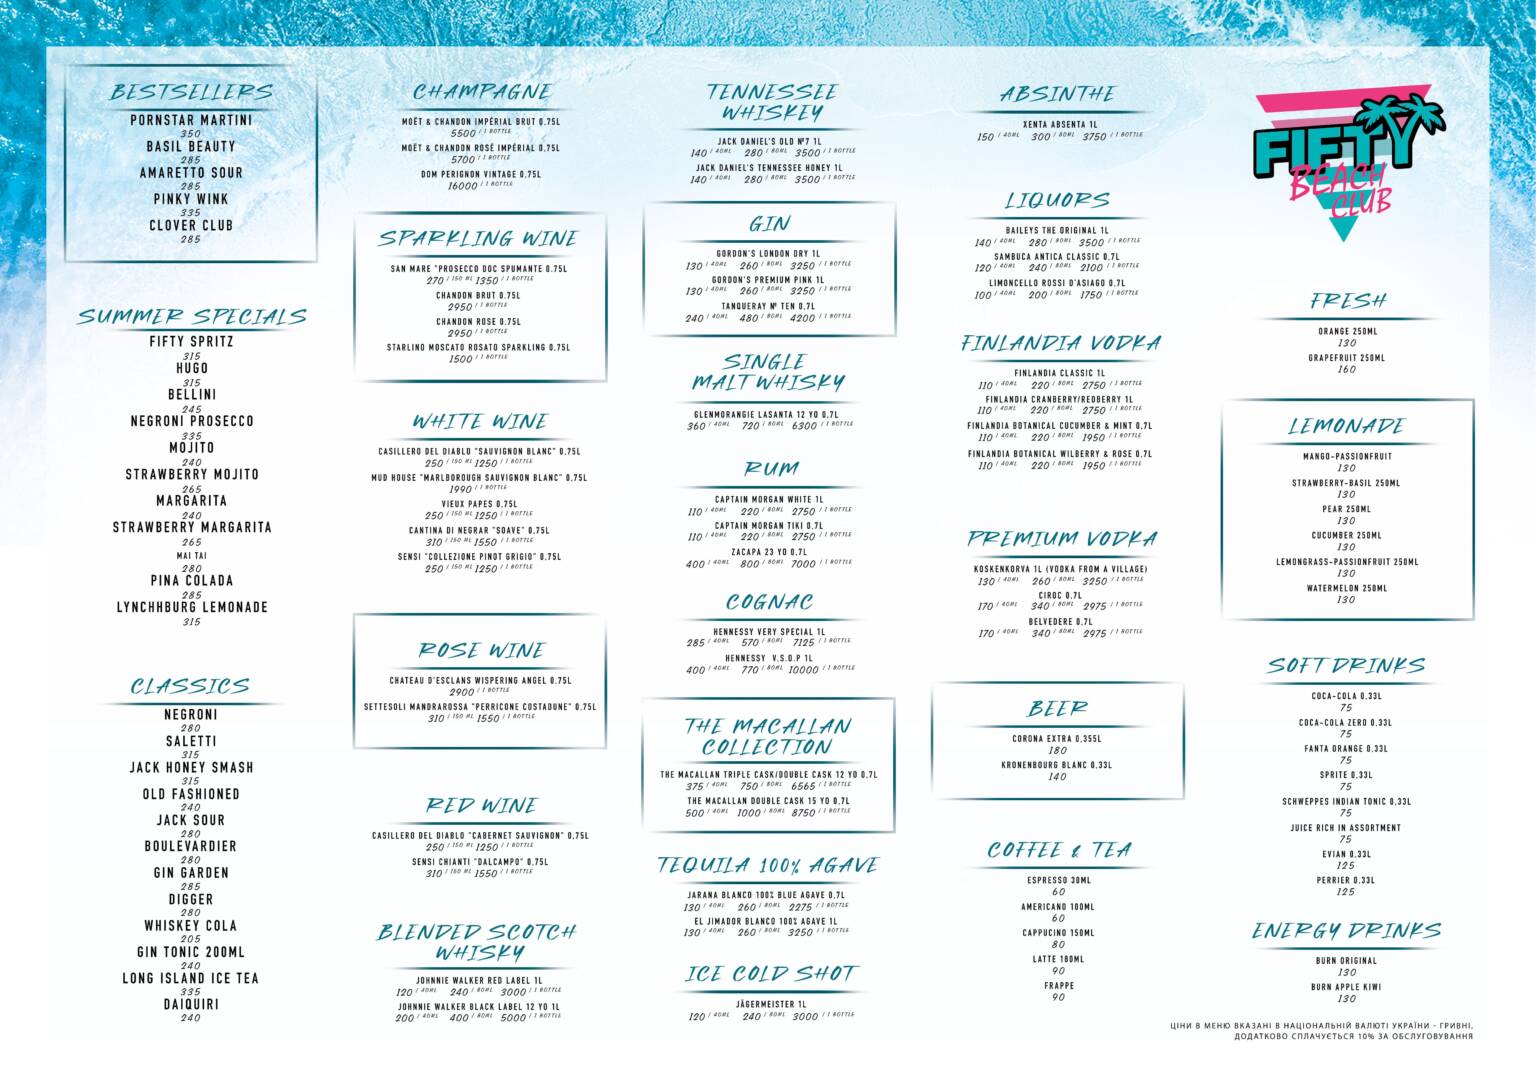 BESTSELLERS
PORNSTAR MARTINI
350
BASIL BEAUTY
285
AMARETTO SOUR
285
PINKY WINK
335
CLOVER CLUB
285
SUMMER SPECIALS
FIFTY SPRITZ
315
HUGO
315
BELLINI
245
NEGRONI PROSECCO
335
MOJITO
240
STRAWBERRY MOJITO
265
MARGARITA
240
STRAWBERRY MARGARITA
265
MAI TAI
280
PINA COLADA
285
LYNCHHBURG LEMONADE
315
CLASSICS
NEGRONI
280
SALETTI
315
JACK HONEY SMASH
315
OLD FASHIONED
240
JACK SOUR
280
BOULEVARDIER
280
GIN GARDEN
285
DIGGER
280
WHISKEY COLA
205
GIN TONIC 200ML
240
LONG ISLAND ICE TEA
335
DAIQUIRI
240
CHAMPAGNE
MOËT & CHANDON IMPÉRIAL BRUT 0.75L
5500 / 1 BOTTLE
MOËT & CHANDON ROSÉ IMPÉRIAL 0.75L
5700 / 1 BOTTLE
DOM PERIGNON VINTAGE 0.75L
16000 / 1 BOTTLE
SPARKLING WINE
SAN MARE "PROSECCO DOC SPUMANTE 0.75L
270 / 150 ML 1350 / 1 BOTTLE
CHANDON BRUT 0.75L
2950 / 1 BOTTLE
CHANDON ROSE 0.75L
2950 / 1 BOTTLE
STARLINO MOSCATO ROSATO SPARKLING 0.75L
1500 / 1 BOTTLE
WHITE WINE
CASILLERO DEL DIABLO "SAUVIGNON BLANC" 0.75L
250 / 150 ML 1250 / 1 BOTTLE
MUD HOUSE "MARLBOROUGH SAUVIGNON BLANC" 0.75L
1990 / 1 BOTTLE
VIEUX PAPES 0.75L
250 / 150 ML 1250 / 1 BOTTLE
CANTINA DI NEGRAR "SOAVE" 0.75L
310 / 150 ML 1550 / 1 BOTTLE
SENSI "COLLEZIONE PINOT GRIGIO" 0.75L
250 / 150 ML 1250 / 1 BOTTLE
ROSE WINE
CHATEAU D'ESCLANS WISPERING ANGEL 0.75L
2900 / 1 BOTTLE
SETTESOLI MANDRAROSSA "PERRICONE COSTADUNE" 0.75L
310 / 150 ML 1550 / 1 BOTTLE
RED WINE
CASILLERO DEL DIABLO "CABERNET SAUVIGNON" 0,75L
250 / 150 ML 1250 / 1 BOTTLE
SENSI CHIANTI "DALCAMPO" 0.75L
310 / 150 ML 1550 / 1 BOTTLE
BLENDED SCOTCH
WHISKY
JOHNNIE WALKER RED LABEL 1L
120 / 40ML 240 / 80ML 3000 / 1 BOTTLE
JOHNNIE WALKER BLACK LABEL 12 YO 1L
200 / 40ML 400 / 80ML 5000 / 1 BOTTLE
TENNESSEE
WHISKEY
JACK DANIEL'S OLD №7 1L
140 / 40ML 280 / 80ML 3500 / 1 BOTTLE
JACK DANIEL'S TENNESSEE HONEY 1L
140 / 40ML 280 / 80ML 3500 / 1 BOTTLE
GIN
GORDON'S LONDON DRY 1L
130 / 40ML 260 / 80ML 3250 / 1 BOTTLE
GORDON'S PREMIUM PINK 1L
130 / 40ML 260 / 80ML 3250 / 1 BOTTLE
TANQUERAY № TEN 0.7L
240 / 40ML 480 / 80ML 4200 / 1 BOTTLE
SINGLE
MALT WHISKY
GLENMORANGIE LASANTA 12 YO 0,7L
360 / 40ML 720 / 80ML 6300 / 1 BOTTLE
RUM
CAPTAIN MORGAN WHITE 1L
110 / 40ML 220 / 80ML 2750 / 1 BOTTLE
CAPTAIN MORGAN TIKI 0.7L
110 / 40ML 220 / 80ML 2750 / 1 BOTTLE
ZACAPA 23 YO 0.7L
400 / 40ML 800 / 80ML 7000 / 1 BOTTLE
COGNAC
HENNESSY VERY SPECIAL 1L
285 / 40ML 570 / 80ML 7125 / 1 BOTTLE
HENNESSY V.S.O.P 1L
400 / 40ML 770 / 80ML 10000 / 1 BOTTLE
THE MACALLAN
COLLECTION
THE MACALLAN TRIPLE CASK/DOUBLE CASK 12 YO 0,7L
375 / 40ML 750 / 80ML 6565 / 1 BOTTLE
THE MACALLAN DOUBLE CASK 15 YO 0.7L
500 / 40ML 1000 / 80ML 8750 / 1 BOTTLE
TEQUILA 100% AGAVE
JARANA BLANCO 100% BLUE AGAVE 0,7L
130 / 40ML 260 / 80ML 2275 / 1 BOTTLE
EL JIMADOR BLANCO 100% AGAVE 1L
130 / 40ML 260 / 80ML 3250 / 1 BOTTLE
ICE COLD SHOT
JÄGERMEISTER 1L
120 / 40ML 240 / 80ML 3000 / 1 BOTTLE
ABSINTHE
XENTA ABSENTA 1L
150 / 40ML 300 / 80ML 3750 / 1 BOTTLE
LIQUORS
BAILEYS THE ORIGINAL 1L
140 / 40ML 280 / 80ML 3500 / 1 BOTTLE
SAMBUCA ANTICA CLASSIC 0,7L
120 / 40ML 240 / 80ML 2100 / 1 BOTTLE
LIMONCELLO ROSSI D'ASIAGO 0,7L
100 / 40ML 200 / 80ML 1750 / 1 BOTTLE
FINLANDIA VODKA
FINLANDIA CLASSIC 1L
110 / 40ML 220 / 80ML 2750 / 1 BOTTLE
FINLANDIA CRANBERRY/REDBERRY 1L
110 / 40ML 220 / 80ML 2750 / 1 BOTTLE
FINLANDIA BOTANICAL CUCUMBER & MINT 0,7L
110 / 40ML 220 / 80ML 1950 / 1 BOTTLE
FINLANDIA BOTANICAL WILBERRY & ROSE 0,7L
110 / 40ML 220 / 80ML 1950 / 1 BOTTLE
PREMIUM VODKA
KOSKENKORVA 1L (VODKA FROM A VILLAGE)
130 / 40ML 260 / 80ML 3250 / 1 BOTTLE
CIROC 0.7L
170 / 40ML 340 / 80ML 2975 / 1 BOTTLE
BELVEDERE 0,7L
170 / 40ML 340 / 80ML 2975 / 1 BOTTLE
BEER
CORONA EXTRA 0,355L
180
KRONENBOURG BLANC 0.33L
140
COFFEE & TEA
ESPRESSO 30ML
60
AMERICANO 100ML
60
CAPPUCINO 150ML
80
LATTE 180ML
90
FRAPPE
90
FIFTY
BEACH
CLUB
FRESH
ORANGE 250ML
130
GRAPEFRUIT 250ML
160
LEMONADE
MANGO-PASSIONFRUIT
130
STRAWBERRY-BASIL 250ML
130
PEAR 250ML
130
CUCUMBER 250ML
130
LEMONGRASS-PASSIONFRUIT 250ML
130
WATERMELON 250ML
130
SOFT DRINKS
COCA-COLA 0.33L
75
COCA-COLA ZERO 0.33L
75
FANTA ORANGE 0.33L
75
SPRITE 0.33L
75
SCHWEPPES INDIAN TONIC 0,33L
75
JUICE RICH IN ASSORTMENT
75
EVIAN 0.33L
125
PERRIER 0.33L
125
ENERGY DRINKS
BURN ORIGINAL
130
BURN APPLE KIWI
130
ЦІНИ В МЕНЮ ВКАЗАНІ В НАЦІОНАЛЬНІЙ ВАЛЮТІ УКРАЇНИ - ГРИВНІ,
ДОДАТКОВО СПЛАЧУЄТЬСЯ 10% ЗА ОБСЛУГОВУВАННЯ